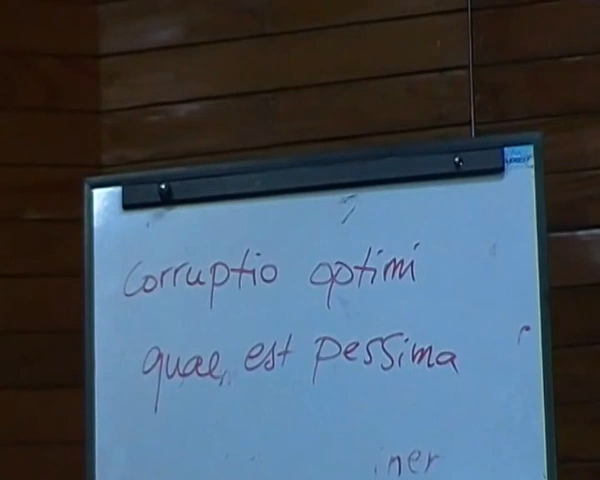 Corruptio optimi
quae, est pessima
iner